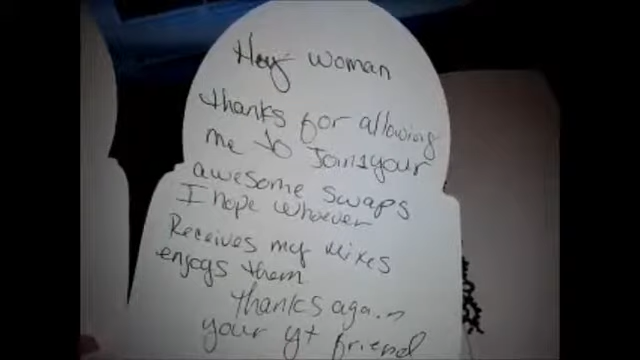 Hey woman
thanks for allowing
me to Join your
awesome swaps
I hope whoever
Receives my mixes
enjoys them
thanks again
your yt friend